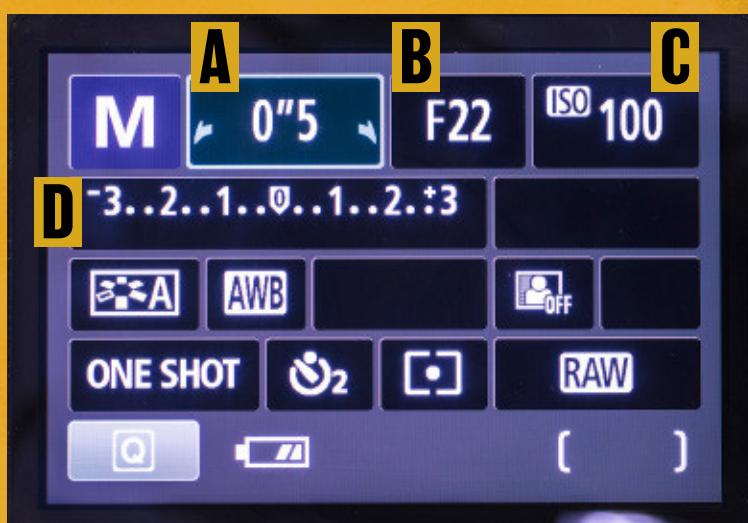 A B C
M 0"5 F22 ISO 100
D -3..2..1..0..1..2.:+3
A AWB OFF
ONE SHOT 2 RAW
Q
[ ]